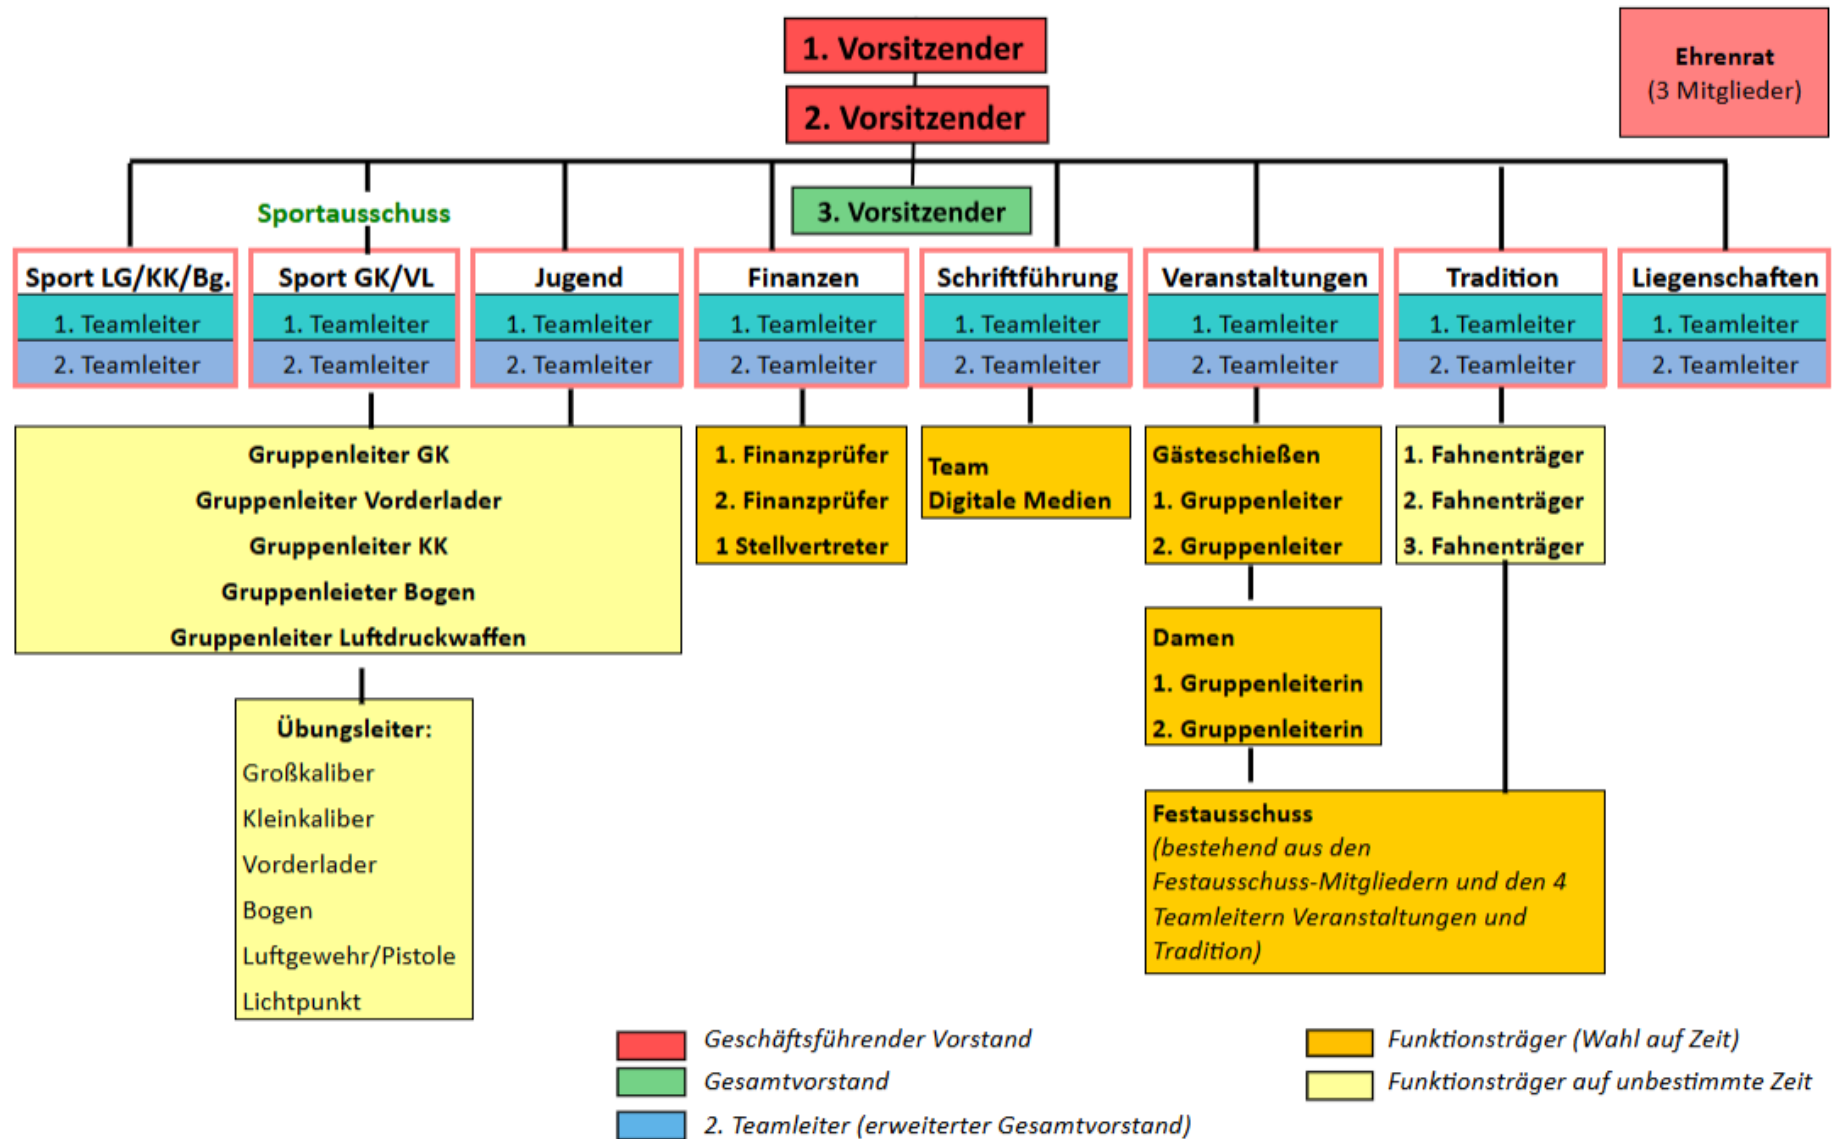 1. Vorsitzender
Ehrenrat
(3 Mitglieder)
2. Vorsitzender
Sportausschuss
3. Vorsitzender
Sport LG/KK/Bg.
1. Teamleiter
2. Teamleiter
Sport GK/VL
1. Teamleiter
2. Teamleiter
Jugend
1. Teamleiter
2. Teamleiter
Finanzen
1. Teamleiter
2. Teamleiter
Schriftführung
1. Teamleiter
2. Teamleiter
Veranstaltungen
1. Teamleiter
2. Teamleiter
Tradition
1. Teamleiter
2. Teamleiter
Liegenschaften
1. Teamleiter
2. Teamleiter
Gruppenleiter GK
Gruppenleiter Vorderlader
Gruppenleiter KK
Gruppenleieter Bogen
Gruppenleiter Luftdruckwaffen
1. Finanzprüfer
2. Finanzprüfer
1 Stellvertreter
Team
Digitale Medien
Gästeschießen
1. Gruppenleiter
2. Gruppenleiter
1. Fahnenträger
2. Fahnenträger
3. Fahnenträger
Damen
1. Gruppenleiterin
2. Gruppenleiterin
Übungsleiter:
Großkaliber
Kleinkaliber
Vorderlader
Bogen
Luftgewehr/Pistole
Lichtpunkt
Festausschuss
(bestehend aus den
Festausschuss-Mitgliedern und den 4
Teamleitern Veranstaltungen und
Tradition)
Geschäftsführender Vorstand
Gesamtvorstand
2. Teamleiter (erweiterter Gesamtvorstand)
Funktionsträger (Wahl auf Zeit)
Funktionsträger auf unbestimmte Zeit